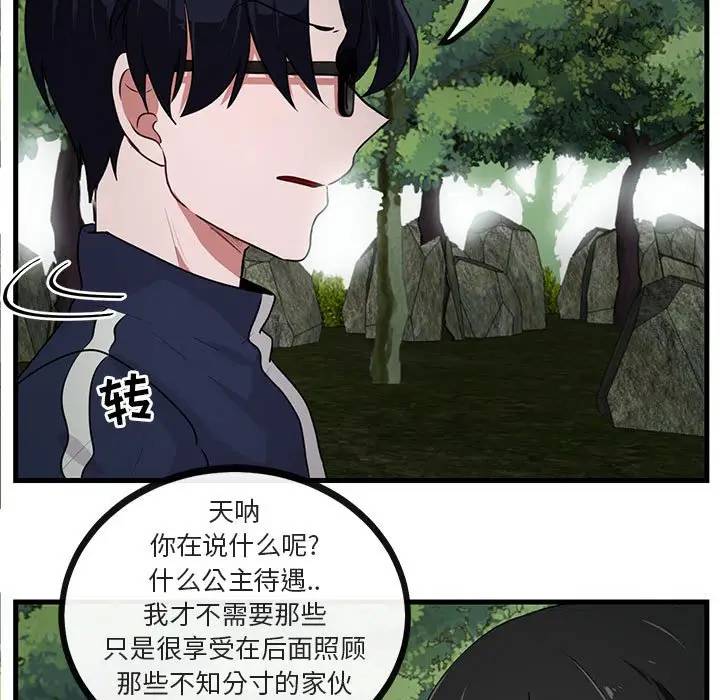 转
天呐
你在说什么呢?
什么公主待遇..
我才不需要那些
只是很享受在后面照顾
那些不知分寸的家伙